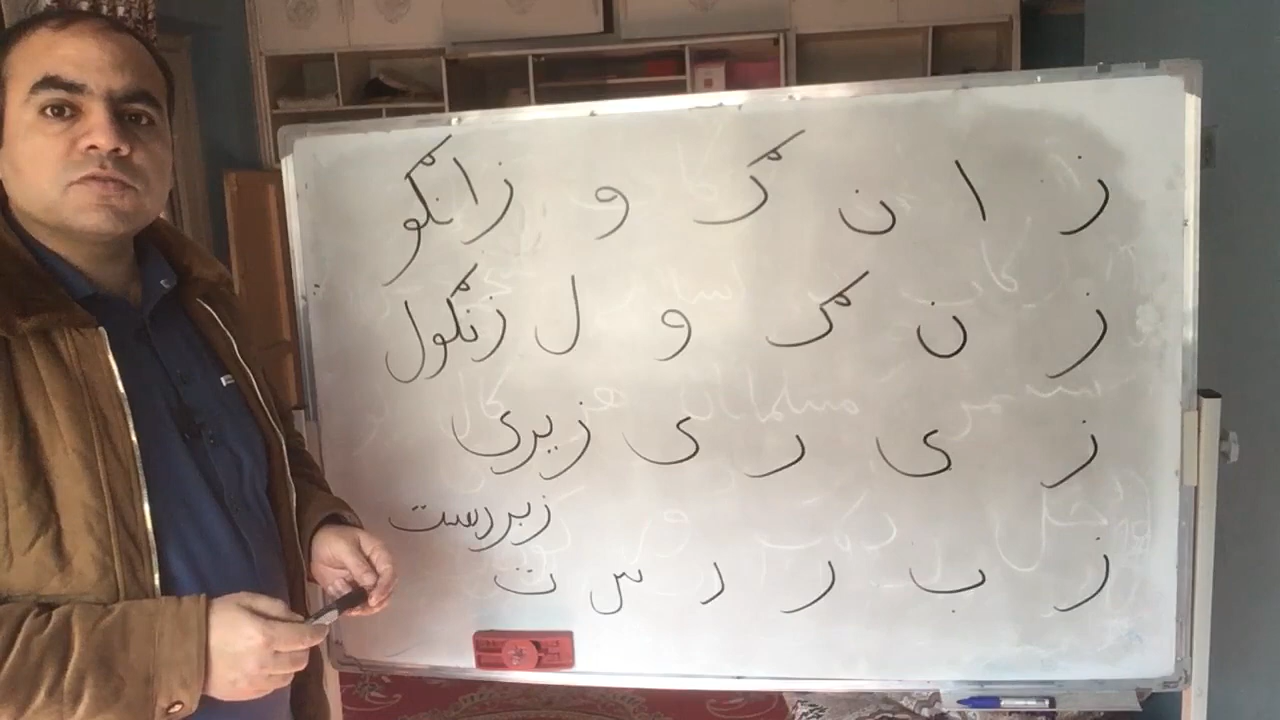 ز ا ن ګ و زانګو
ز ن ګ و ل زنګول
ز ی ر ی زیری
زبردست
ز ب ر د س ت